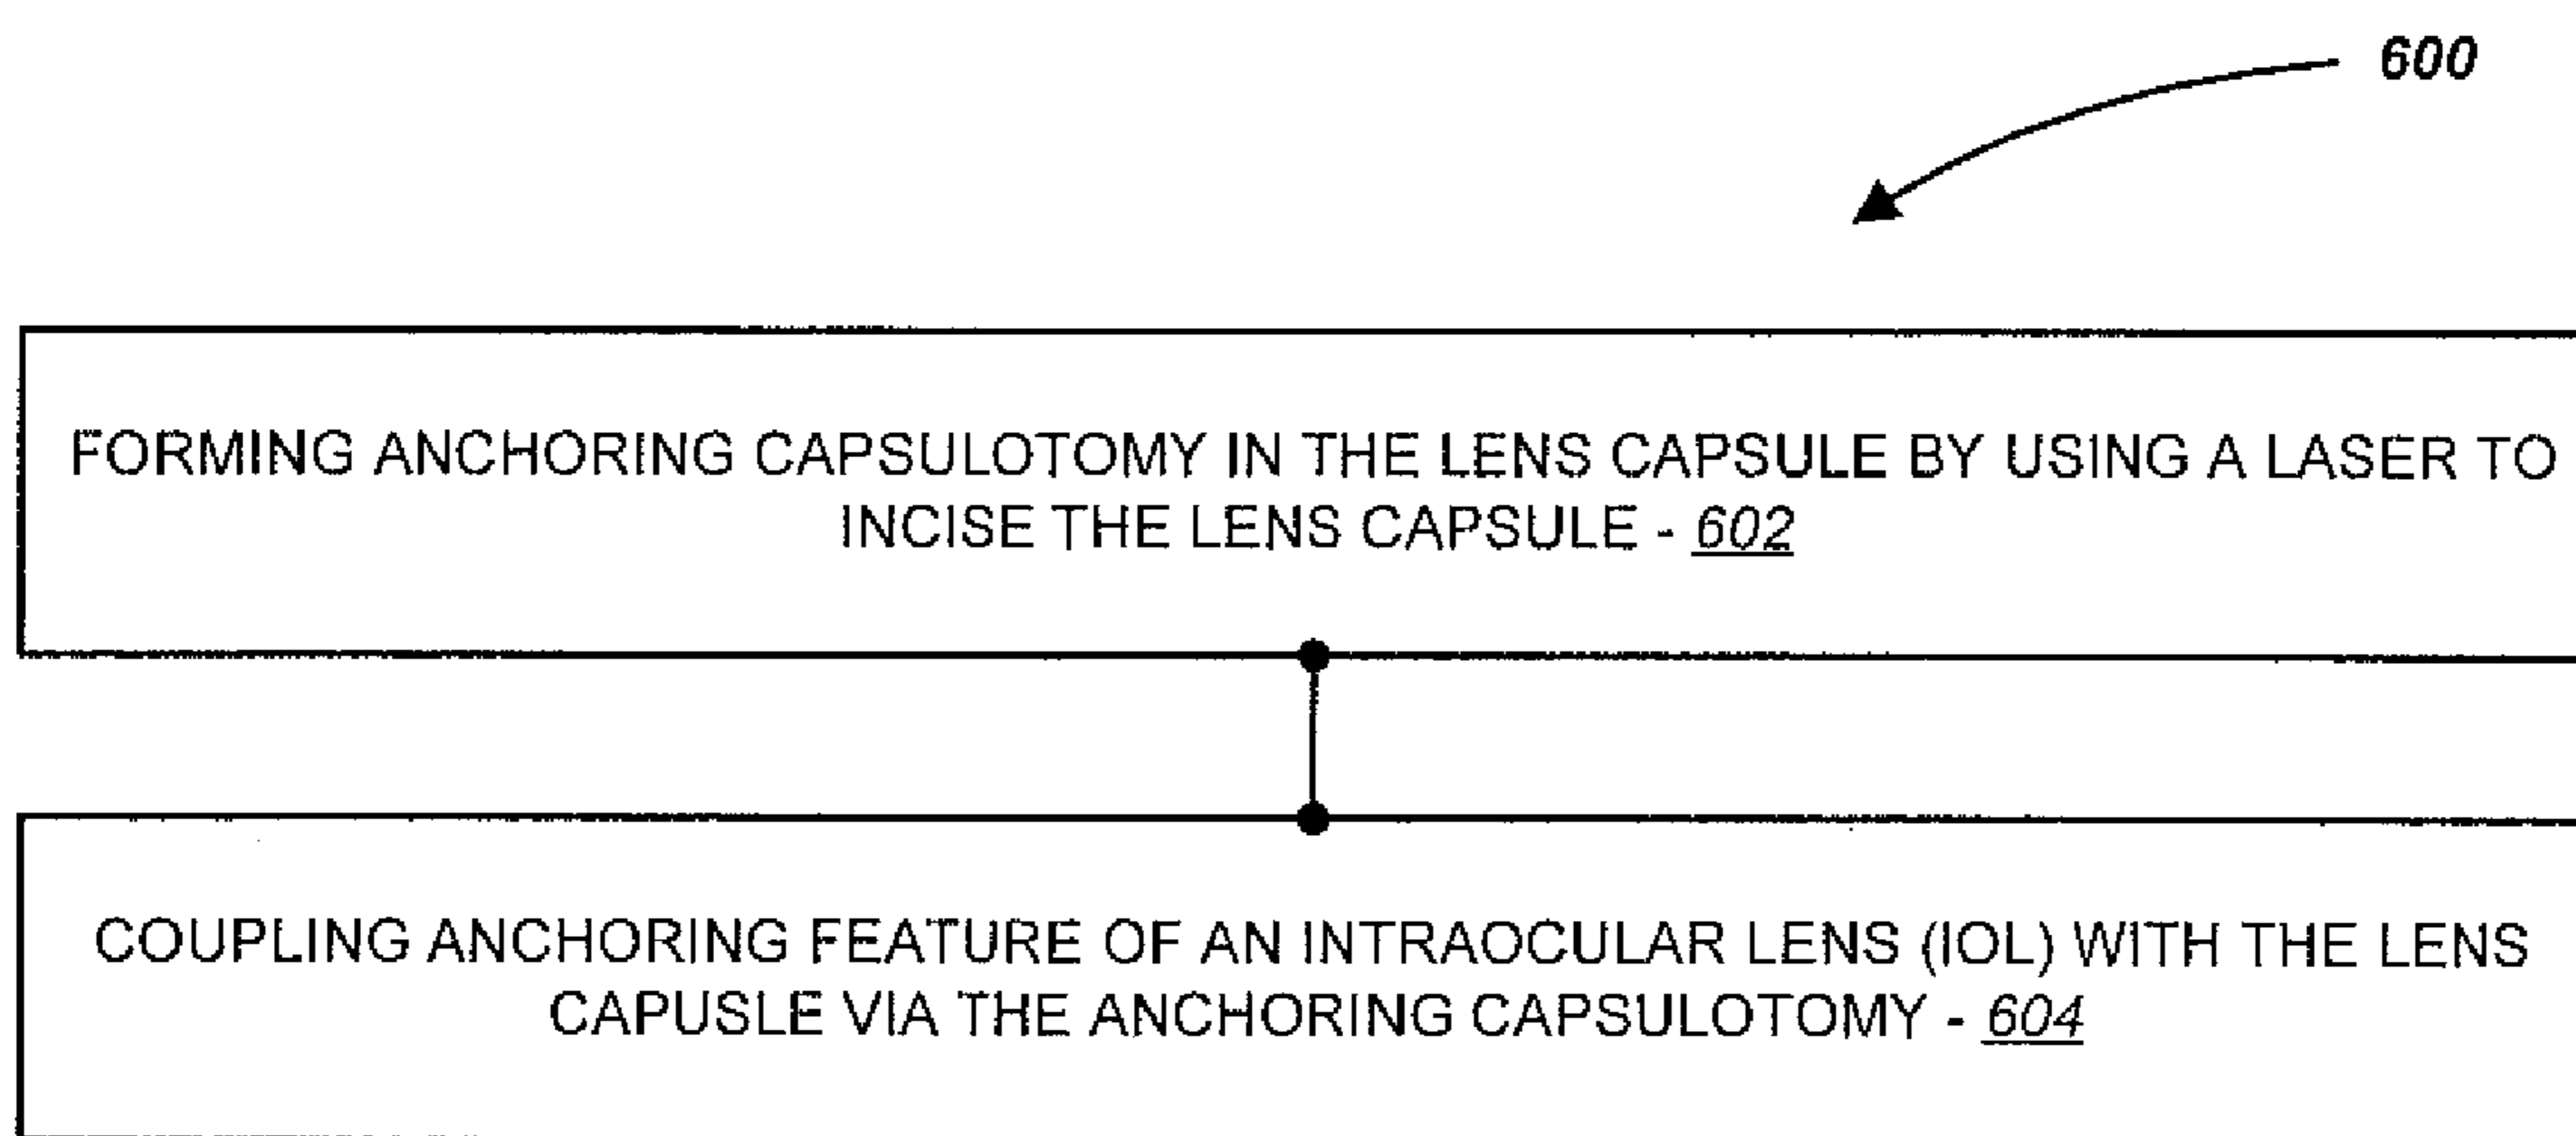 600
FORMING ANCHORING CAPSULOTOMY IN THE LENS CAPSULE BY USING A LASER TO
INCISE THE LENS CAPSULE - 602
COUPLING ANCHORING FEATURE OF AN INTRAOCULAR LENS (IOL) WITH THE LENS
CAPUSLE VIA THE ANCHORING CAPSULOTOMY - 604